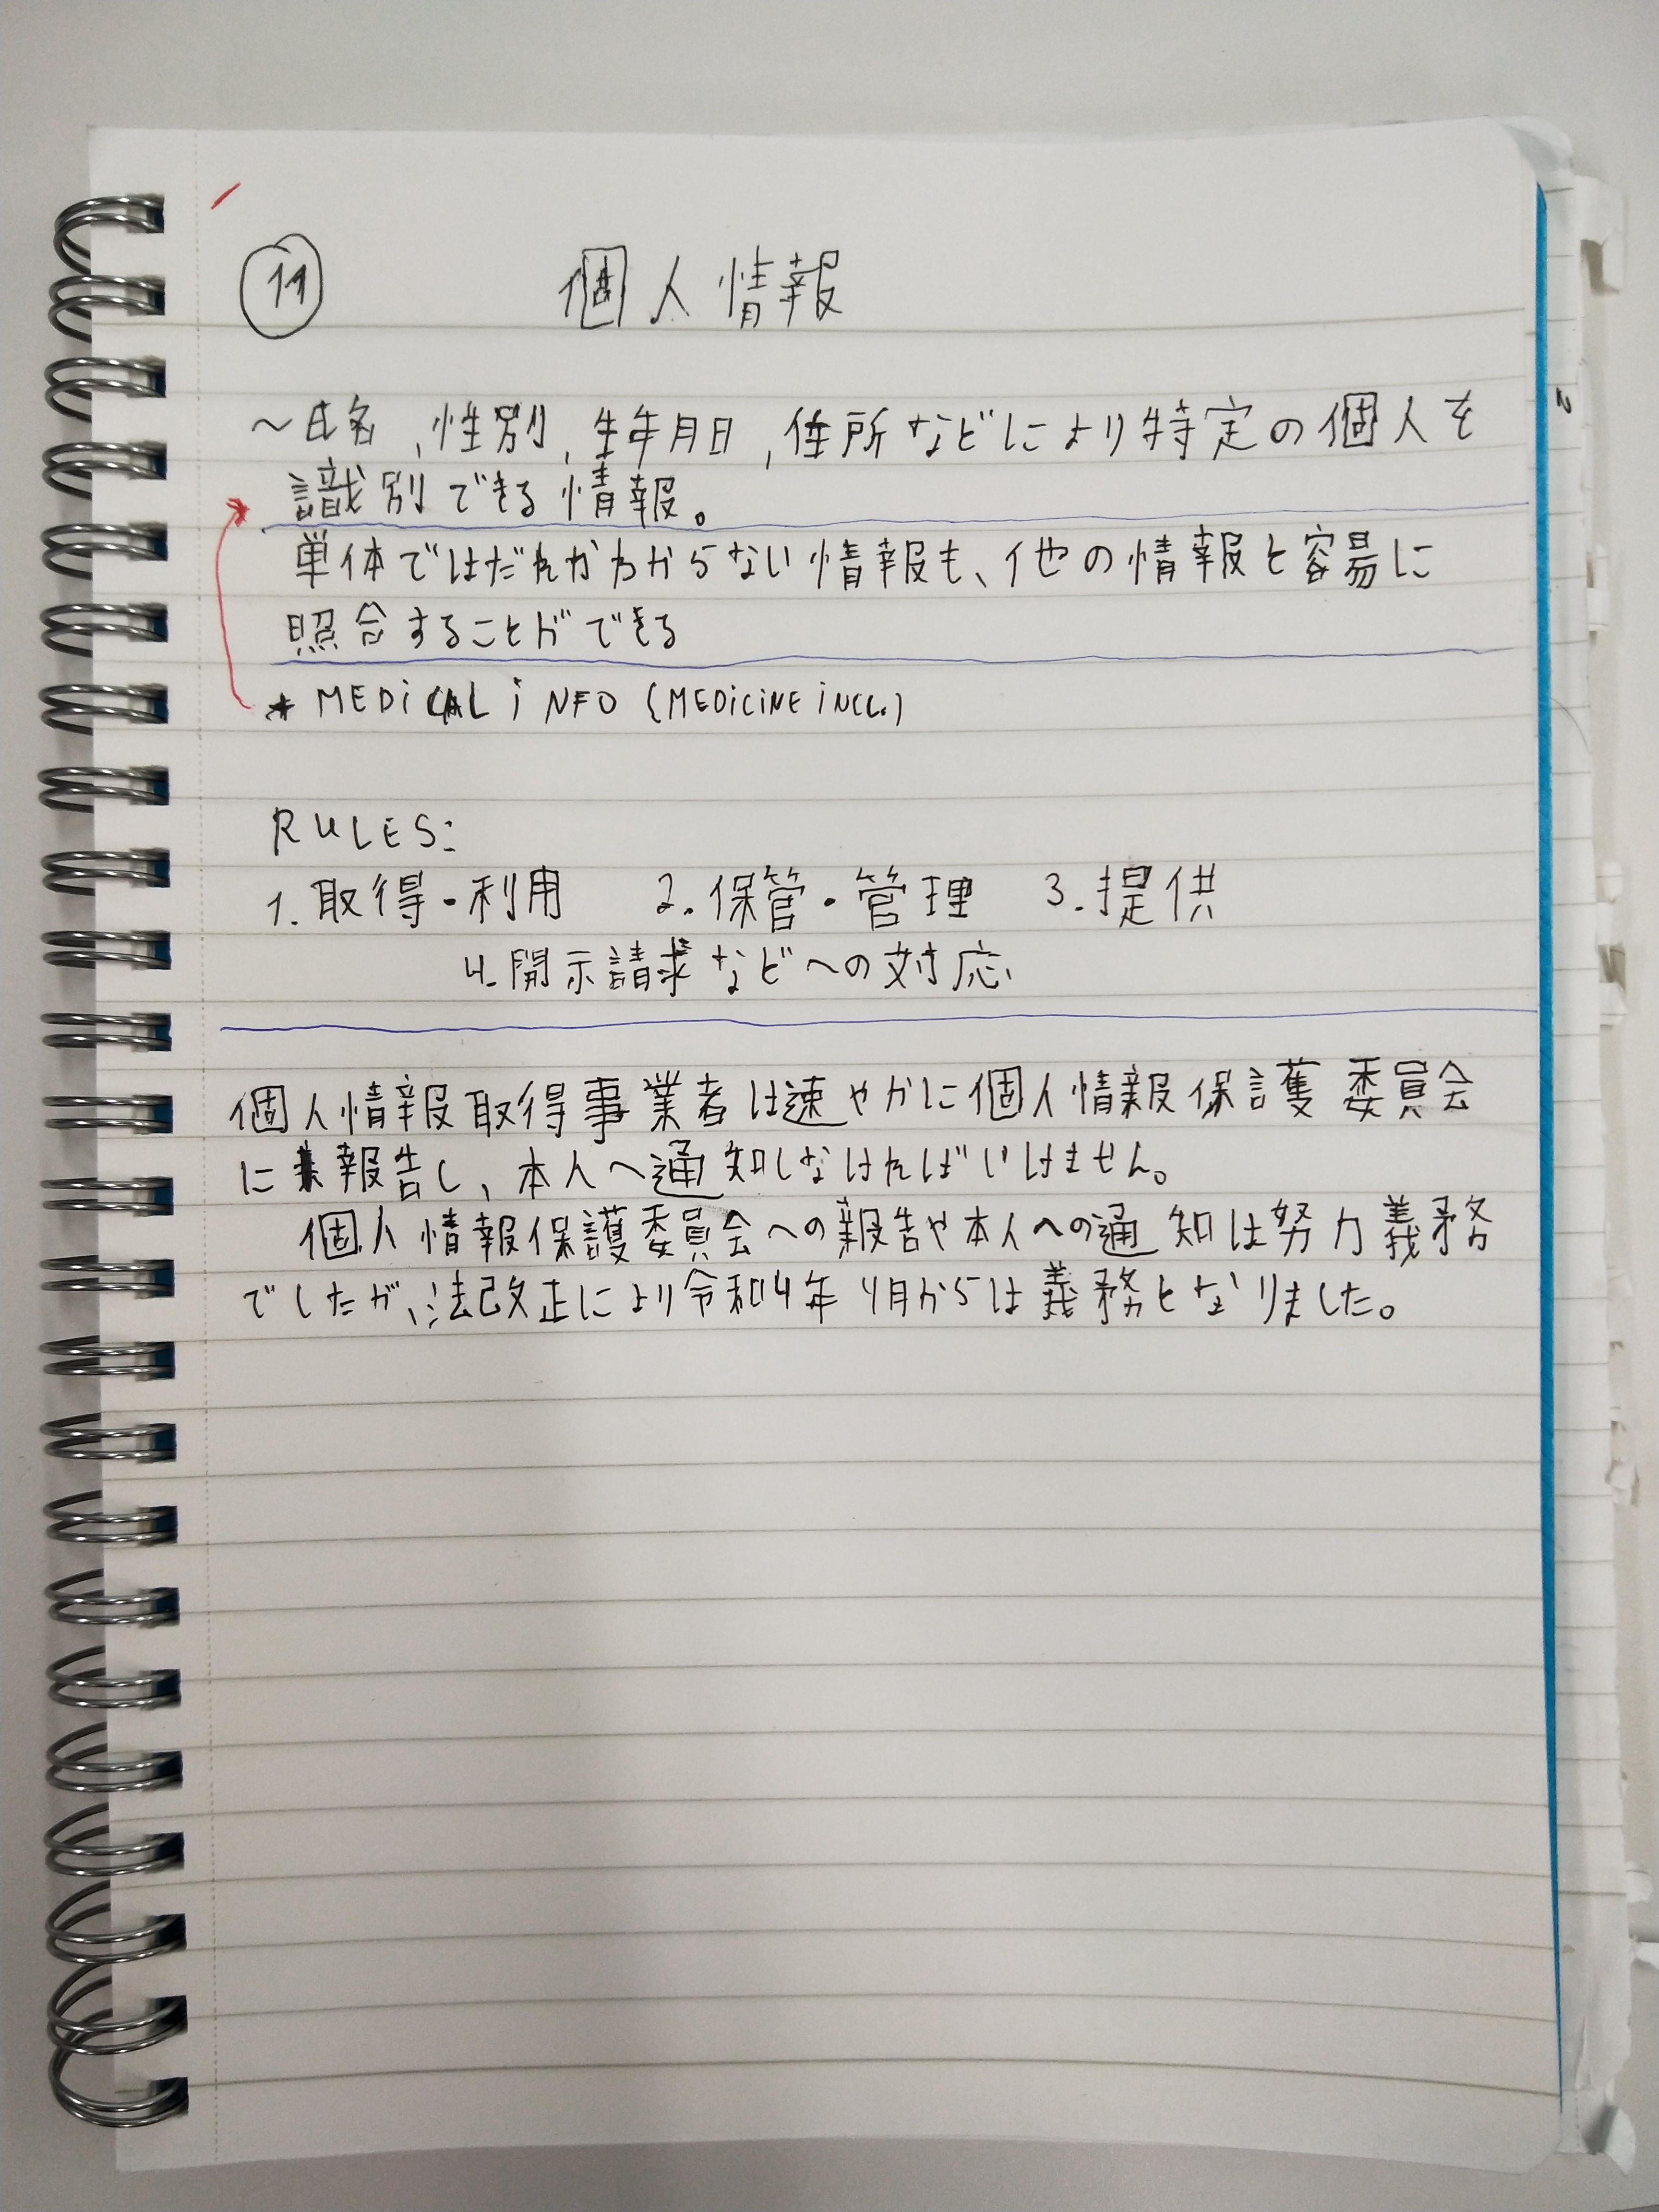 11 個人情報
～氏名,性別,生年月日,住所などにより特定の個人を
識別できる情報。
単体ではだれかわからない情報も、他の情報と容易に
照合することができる
* MEDICAL INFO (MEDICINE INCL.)
RULES:
1.取得・利用 2.保管・管理 3.提供
4.開示請求などへの対応
個人情報取得事業者は速やかに個人情報保護委員会
に報告し、本人へ通知しなければいけません。
個人情報保護委員会への報告や本人への通知は努力義務
でしたが、法改正により令和4年4月からは義務となりました。